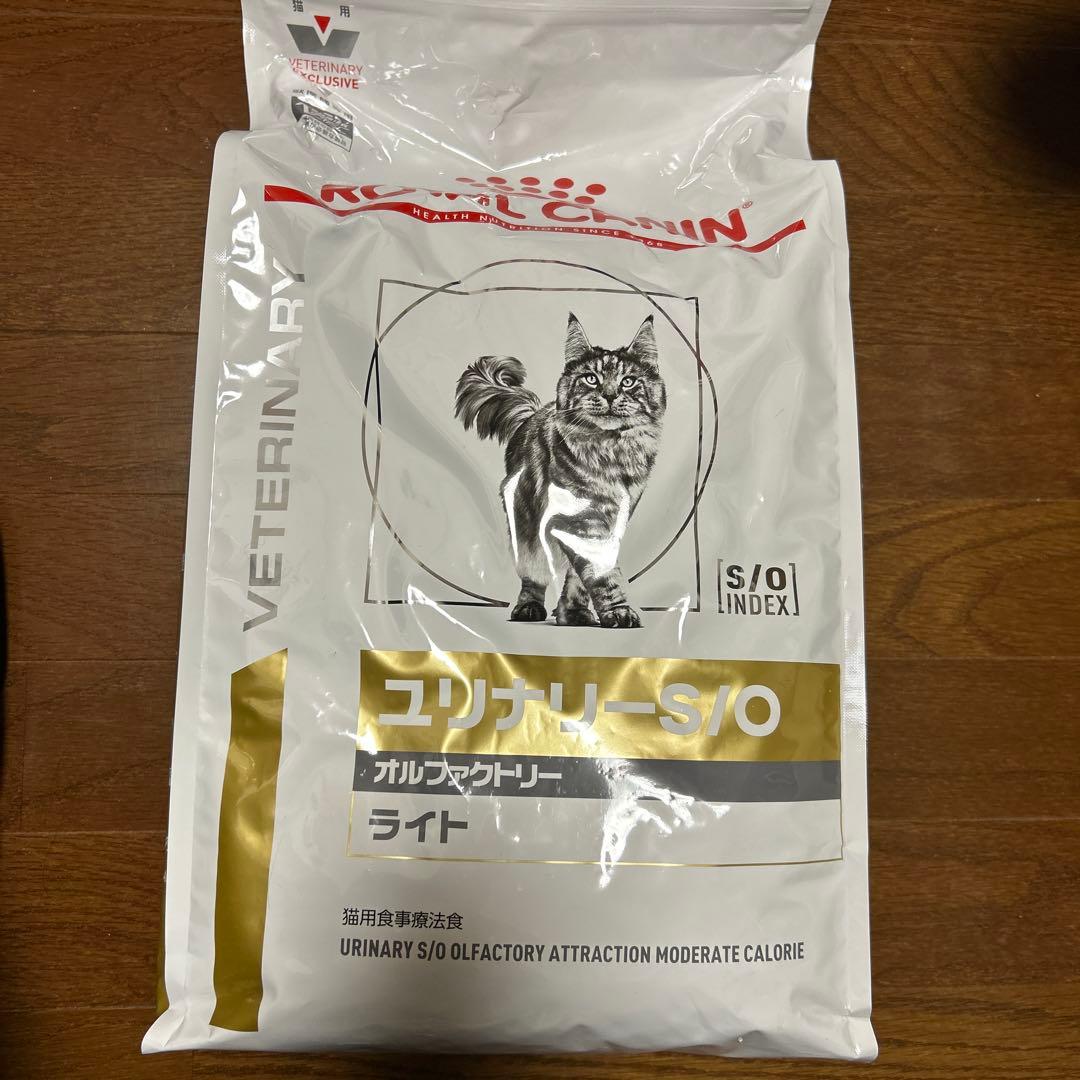 猫用
VETERINARY
EXCLUSIVE
ROYAL CANIN
HEALTH NUTRITION SINCE 1968
VETERINARY
[S/O
INDEX]
ユリナリーS/O
オルファクトリー
ライト
猫用食事療法食
URINARY S/O OLFACTORY ATTRACTION MODERATE CALORIE